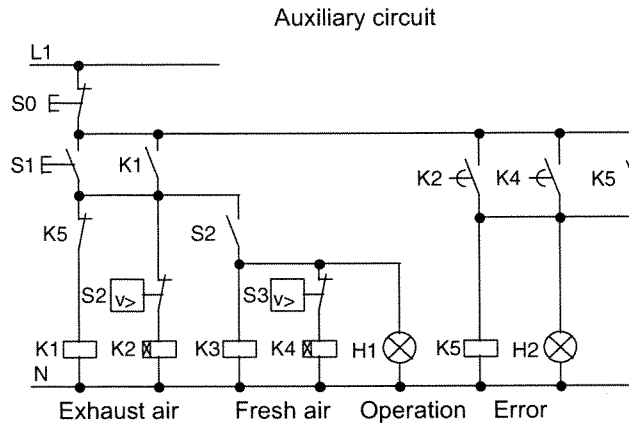 Auxiliary circuit
L1
S0
S1 K1 K2 K4 K5
K5 S2
S2 v> S3 v>
K1 K2 K3 K4 H1 K5 H2
N
Exhaust air Fresh air Operation Error